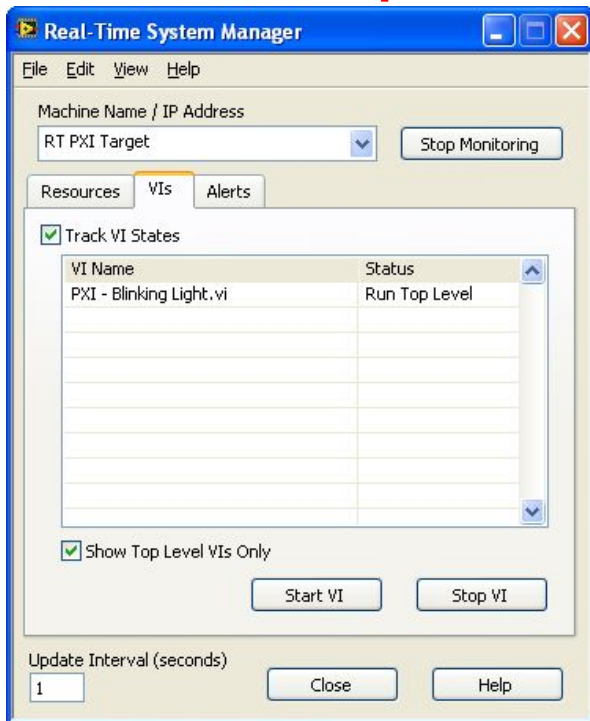 Real-Time System Manager
File Edit View Help
Machine Name / IP Address
RT PXI Target
Stop Monitoring
Resources VIs Alerts
Track VI States
VI Name Status
PXI - Blinking Light.vi Run Top Level
Show Top Level VIs Only
Start VI Stop VI
Update Interval (seconds)
1 Close Help